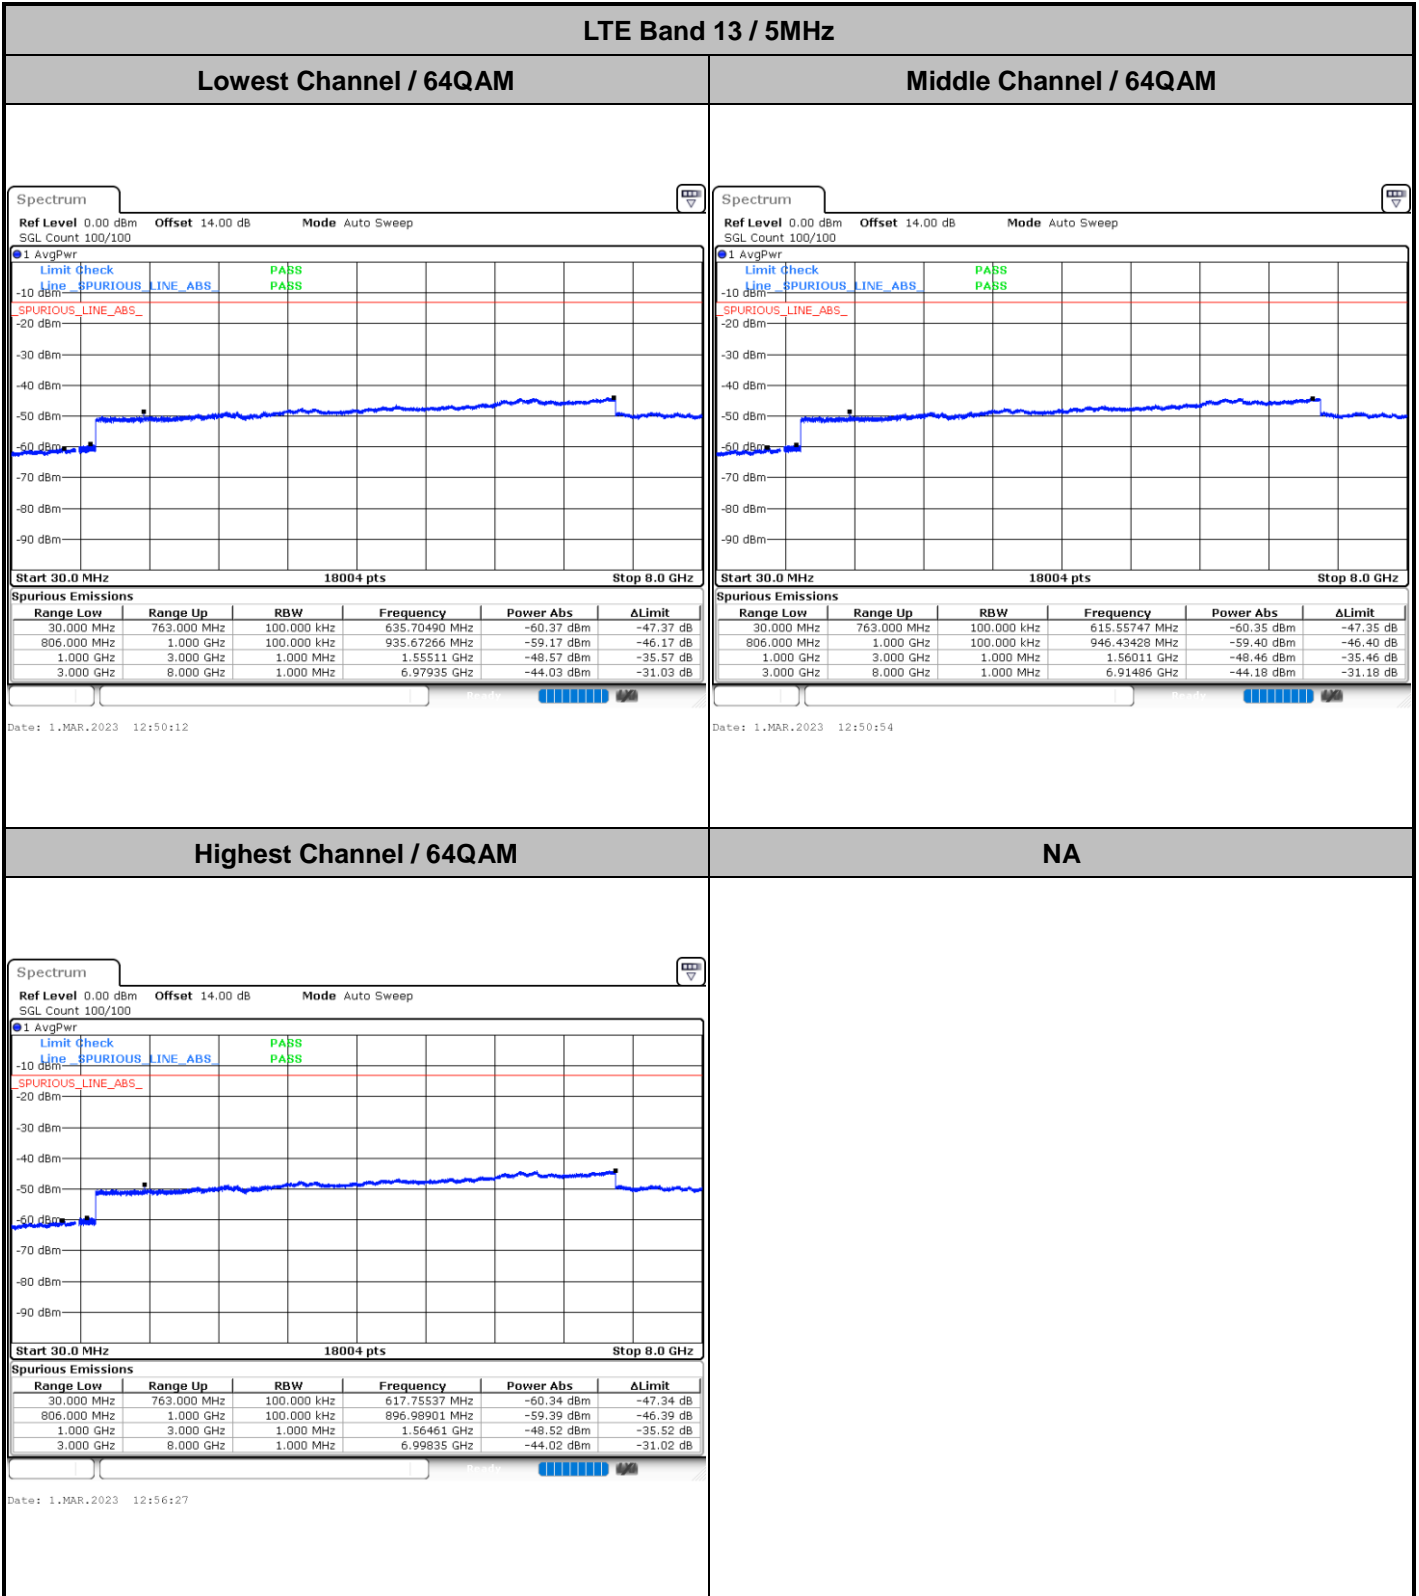 LTE Band 13 / 5MHz
Lowest Channel / 64QAM
Middle Channel / 64QAM
Spectrum
Ref Level 0.00 dBm Offset 14.00 dB Mode Auto Sweep
SGL Count 100/100
1 AvgPwr
Limit Check PASS
Line _SPURIOUS_LINE_ABS_ PASS
-10 dBm
_SPURIOUS_LINE_ABS_
-20 dBm
-30 dBm
-40 dBm
-50 dBm
-60 dBm
-70 dBm
-80 dBm
-90 dBm
Start 30.0 MHz 18004 pts Stop 8.0 GHz
Spurious Emissions
Range Low Range Up RBW Frequency Power Abs ΔLimit
30.000 MHz 763.000 MHz 100.000 kHz 635.70490 MHz -60.37 dBm -47.37 dB
806.000 MHz 1.000 GHz 100.000 kHz 935.67266 MHz -59.17 dBm -46.17 dB
1.000 GHz 3.000 GHz 1.000 MHz 1.55511 GHz -48.57 dBm -35.57 dB
3.000 GHz 8.000 GHz 1.000 MHz 6.97935 GHz -44.03 dBm -31.03 dB
Ready
Date: 1.MAR.2023 12:50:12
Spectrum
Ref Level 0.00 dBm Offset 14.00 dB Mode Auto Sweep
SGL Count 100/100
1 AvgPwr
Limit Check PASS
Line _SPURIOUS_LINE_ABS_ PASS
-10 dBm
_SPURIOUS_LINE_ABS_
-20 dBm
-30 dBm
-40 dBm
-50 dBm
-60 dBm
-70 dBm
-80 dBm
-90 dBm
Start 30.0 MHz 18004 pts Stop 8.0 GHz
Spurious Emissions
Range Low Range Up RBW Frequency Power Abs ΔLimit
30.000 MHz 763.000 MHz 100.000 kHz 615.55747 MHz -60.35 dBm -47.35 dB
806.000 MHz 1.000 GHz 100.000 kHz 946.43428 MHz -59.40 dBm -46.40 dB
1.000 GHz 3.000 GHz 1.000 MHz 1.56011 GHz -48.46 dBm -35.46 dB
3.000 GHz 8.000 GHz 1.000 MHz 6.91486 GHz -44.18 dBm -31.18 dB
Ready
Date: 1.MAR.2023 12:50:54
Highest Channel / 64QAM
NA
Spectrum
Ref Level 0.00 dBm Offset 14.00 dB Mode Auto Sweep
SGL Count 100/100
1 AvgPwr
Limit Check PASS
Line _SPURIOUS_LINE_ABS_ PASS
-10 dBm
_SPURIOUS_LINE_ABS_
-20 dBm
-30 dBm
-40 dBm
-50 dBm
-60 dBm
-70 dBm
-80 dBm
-90 dBm
Start 30.0 MHz 18004 pts Stop 8.0 GHz
Spurious Emissions
Range Low Range Up RBW Frequency Power Abs ΔLimit
30.000 MHz 763.000 MHz 100.000 kHz 617.75537 MHz -60.34 dBm -47.34 dB
806.000 MHz 1.000 GHz 100.000 kHz 896.98901 MHz -59.39 dBm -46.39 dB
1.000 GHz 3.000 GHz 1.000 MHz 1.56461 GHz -48.52 dBm -35.52 dB
3.000 GHz 8.000 GHz 1.000 MHz 6.99835 GHz -44.02 dBm -31.02 dB
Ready
Date: 1.MAR.2023 12:56:27